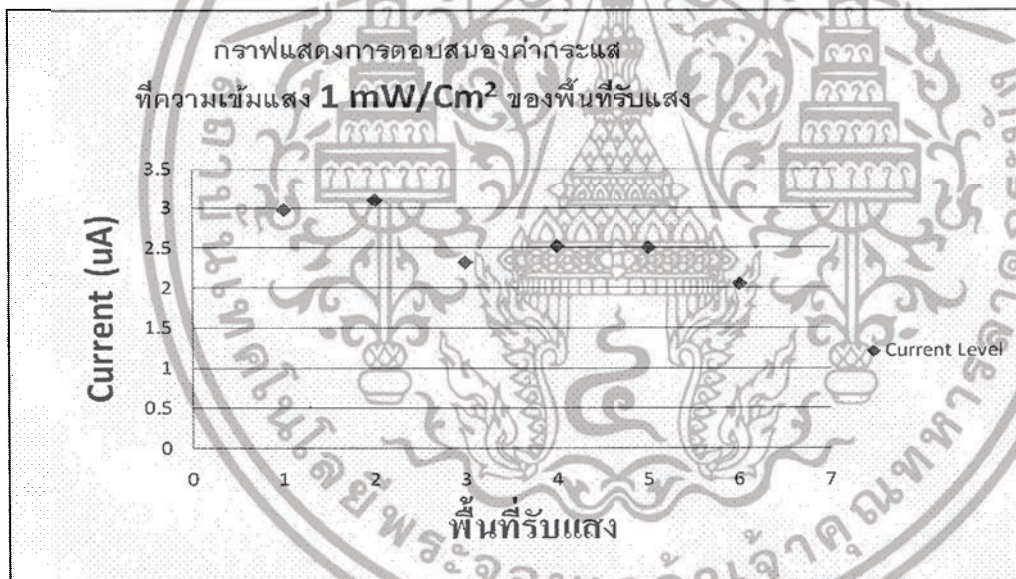 กราฟแสดงการตอบสนองค่ากระแส
ที่ความเข้มแสง 1 mW/Cm² ของพื้นที่รับแสง
3.5
3
2.5
2
1.5
1
0.5
0
Current (uA)
Current Level
0 1 2 3 4 5 6 7
พื้นที่รับแสง